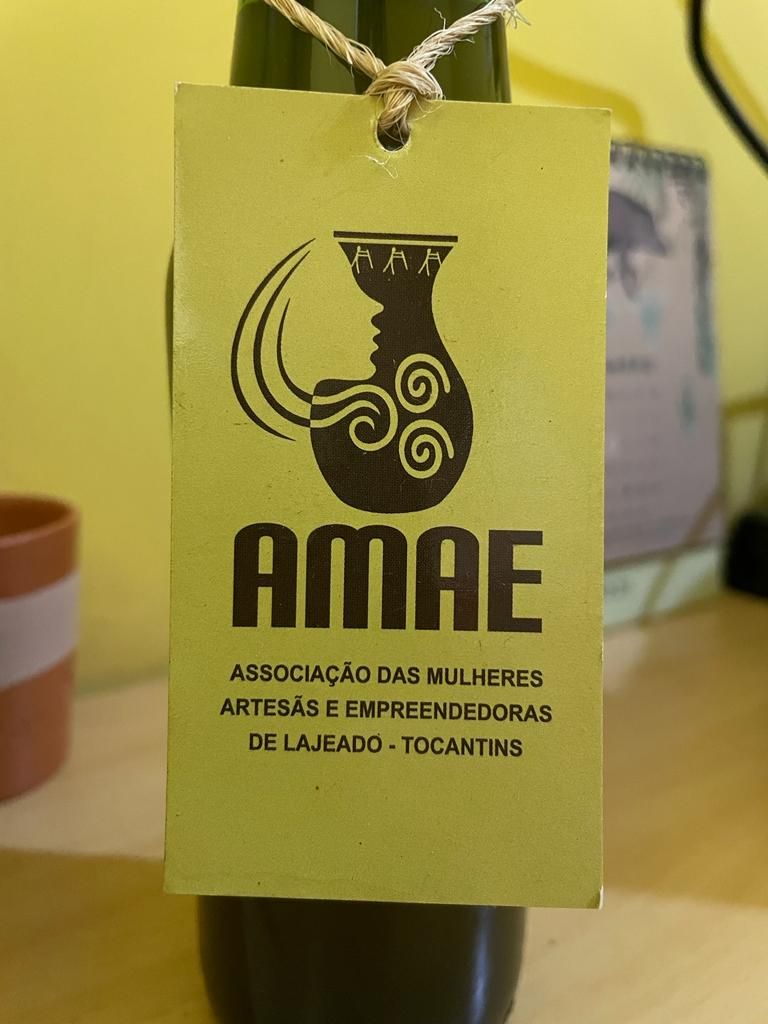 AMAE
ASSOCIAÇÃO DAS MULHERES
ARTESÃS E EMPREENDEDORAS
DE LAJEADO - TOCANTINS